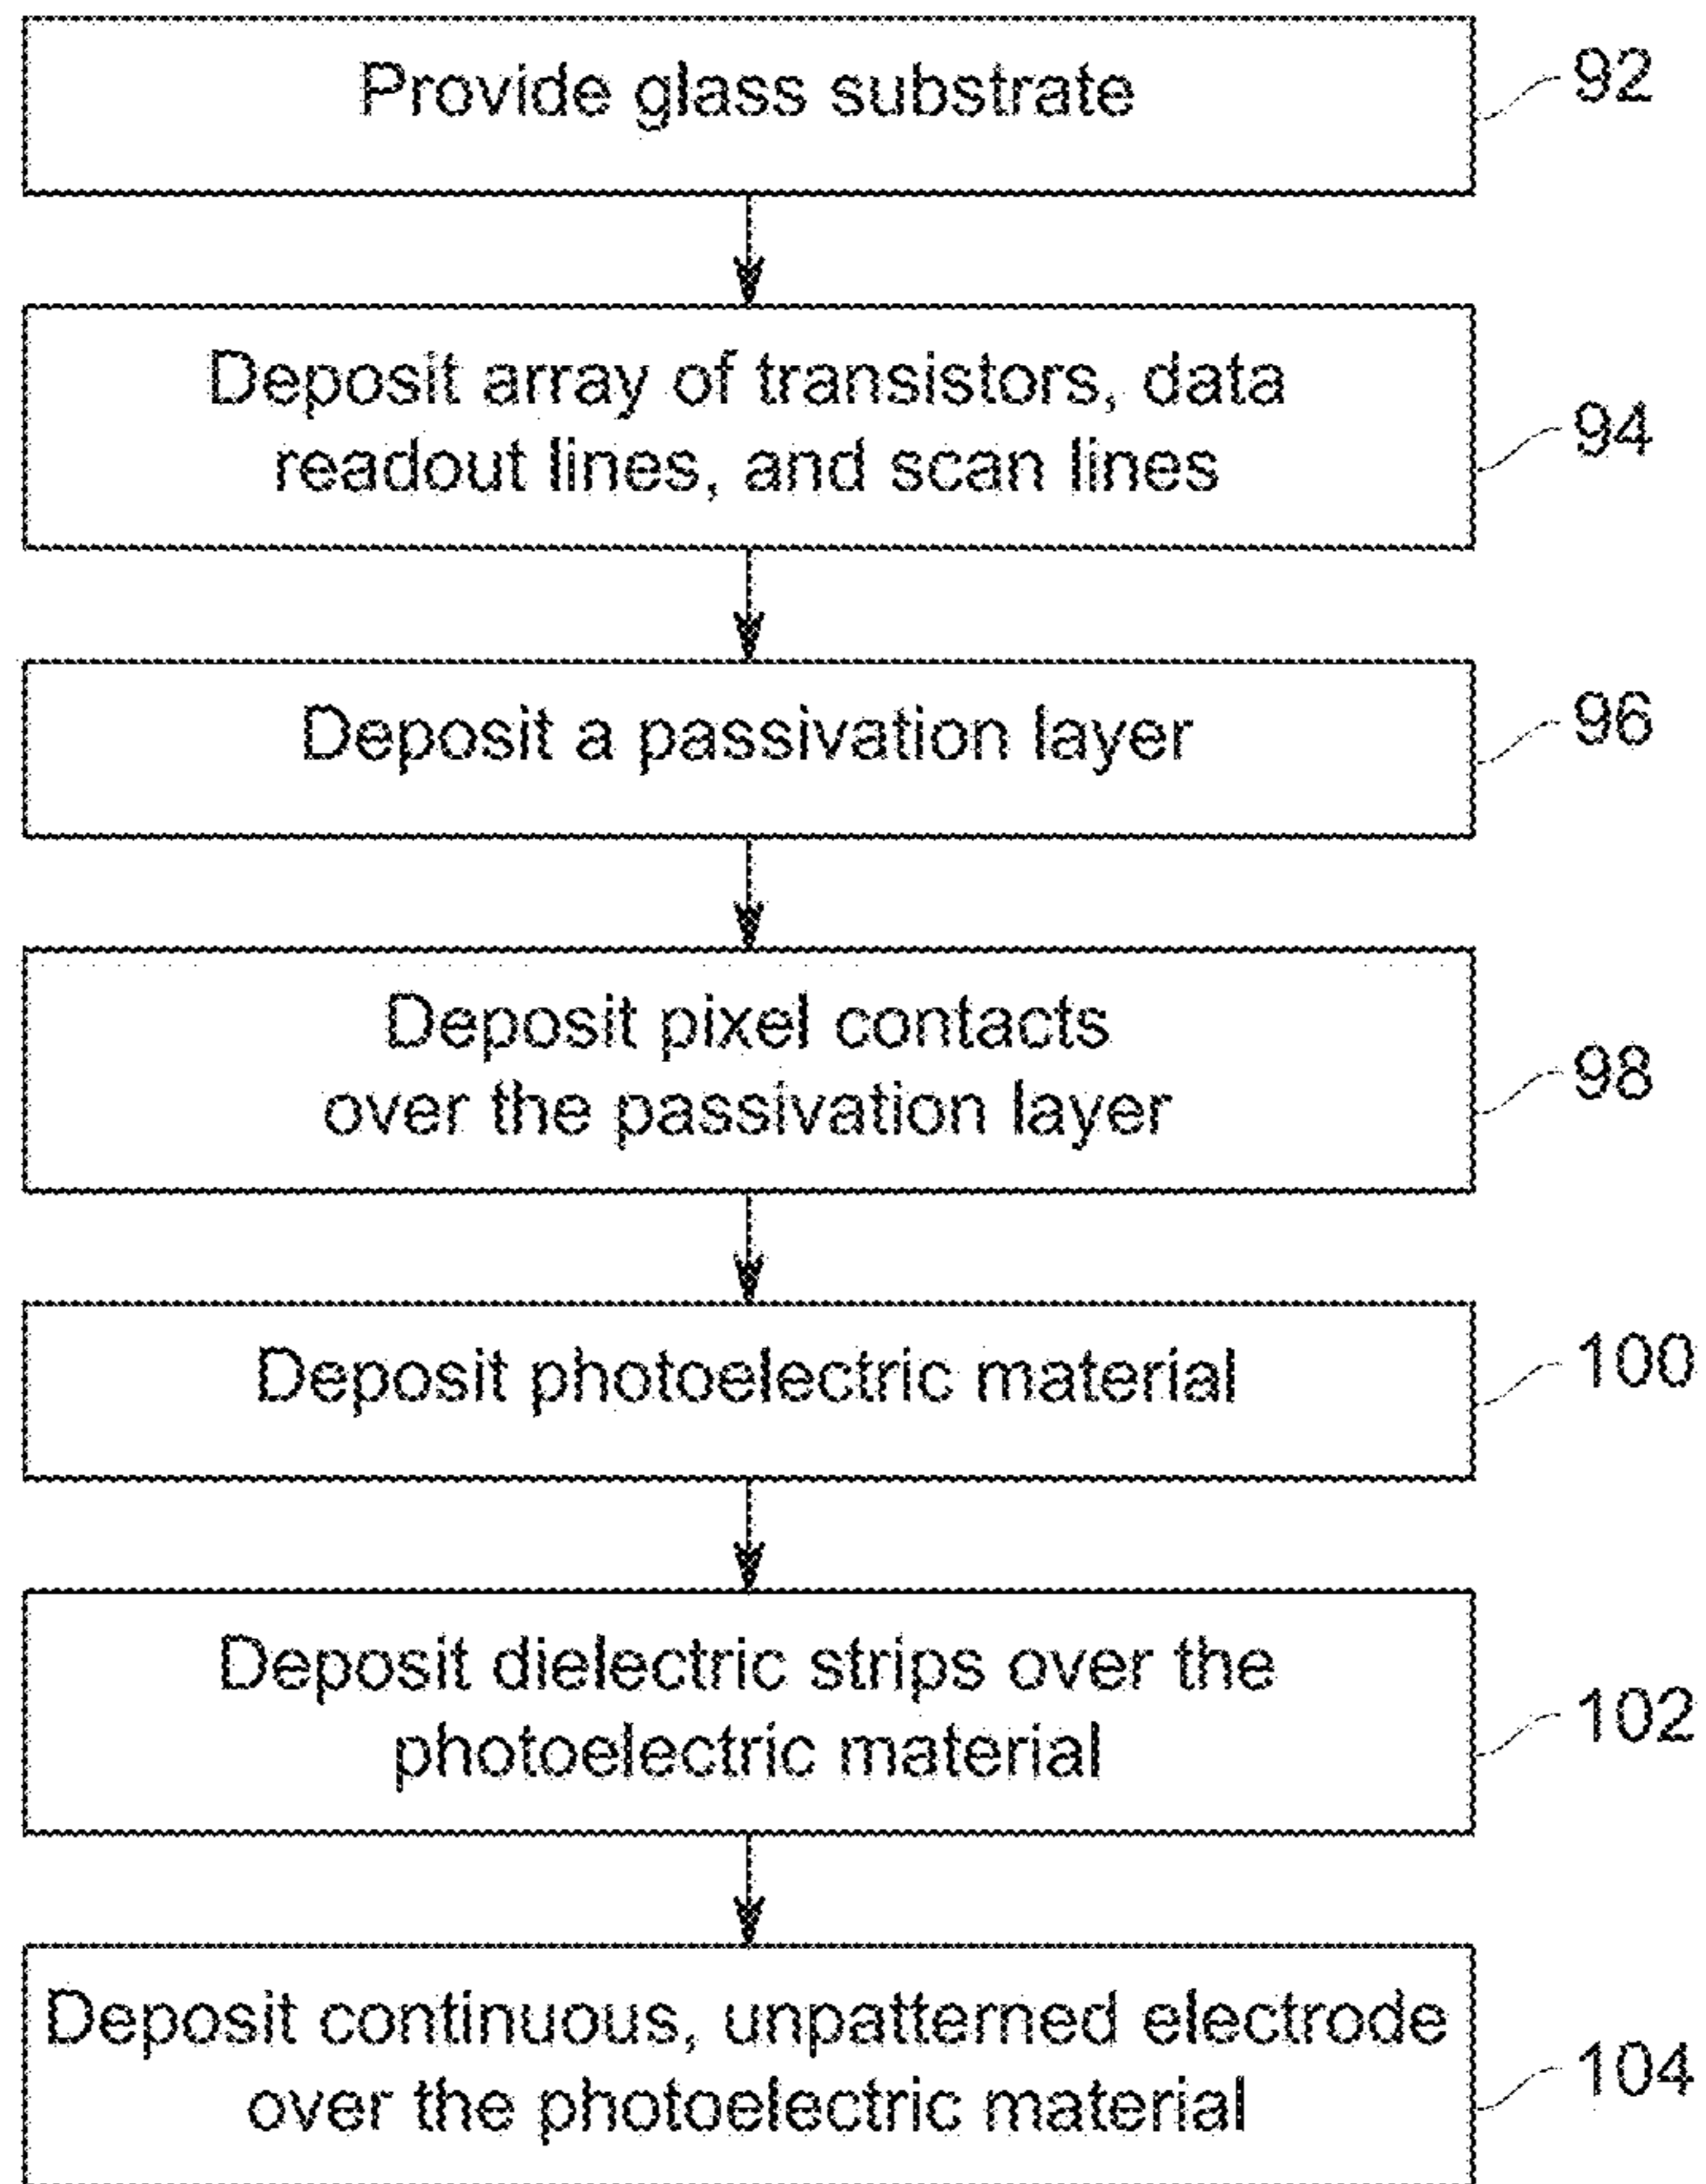 Provide glass substrate
92
Deposit array of transistors, data
readout lines, and scan lines
94
Deposit a passivation layer
96
Deposit pixel contacts
over the passivation layer
98
Deposit photoelectric material
100
Deposit dielectric strips over the
photoelectric material
102
Deposit continuous, unpatterned electrode
over the photoelectric material
104